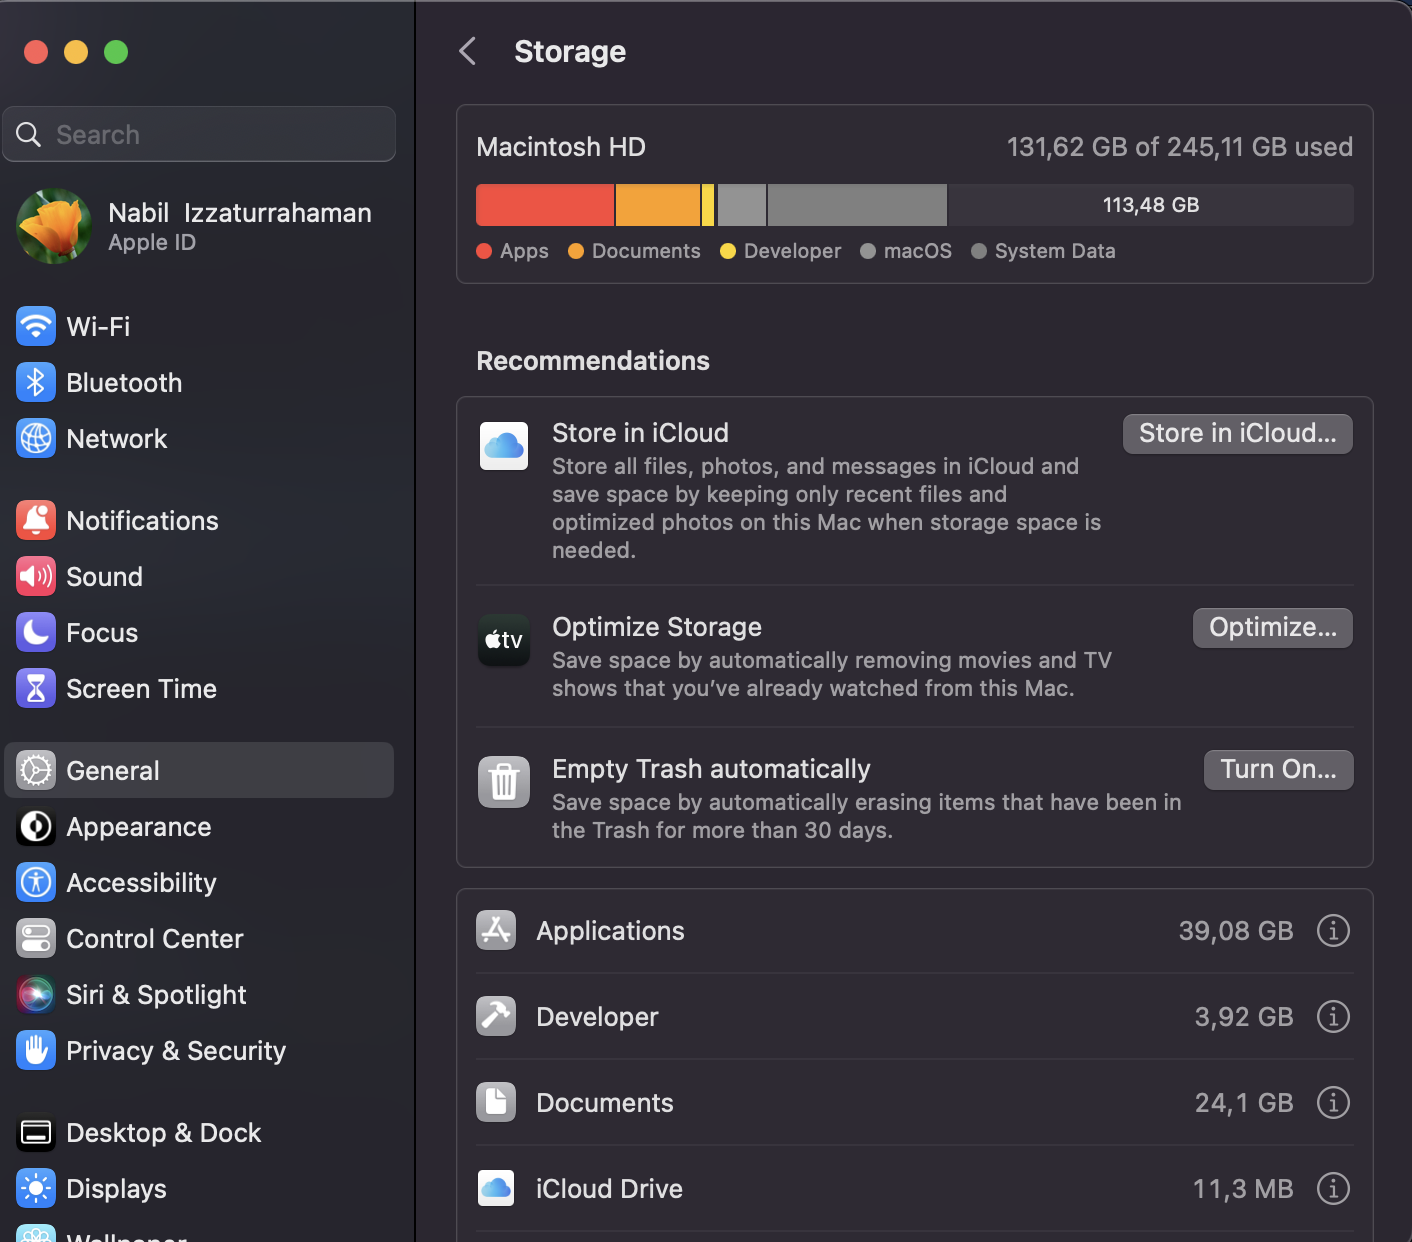 Search
Nabil Izzaturrahaman
Apple ID
Wi-Fi
Bluetooth
Network
Notifications
Sound
Focus
Screen Time
General
Appearance
Accessibility
Control Center
Siri & Spotlight
Privacy & Security
Desktop & Dock
Displays
Wallpaper
Storage
Macintosh HD
131,62 GB of 245,11 GB used
113,48 GB
Apps
Documents
Developer
macOS
System Data
Recommendations
Store in iCloud
Store in iCloud...
Store all files, photos, and messages in iCloud and
save space by keeping only recent files and
optimized photos on this Mac when storage space is
needed.
tv
Optimize Storage
Optimize...
Save space by automatically removing movies and TV
shows that you’ve already watched from this Mac.
Empty Trash automatically
Turn On...
Save space by automatically erasing items that have been in
the Trash for more than 30 days.
Applications
39,08 GB
Developer
3,92 GB
Documents
24,1 GB
iCloud Drive
11,3 MB